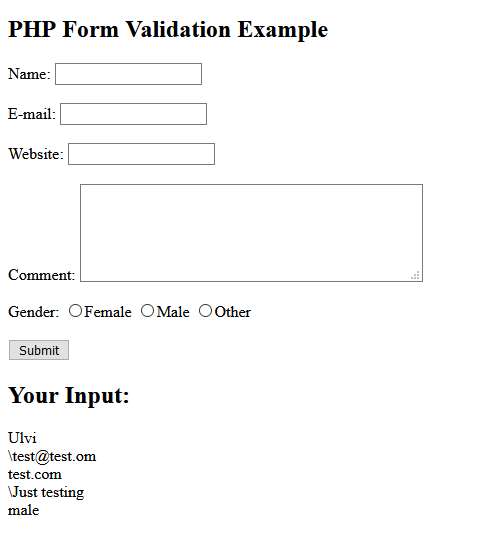 PHP Form Validation Example
Name:
E-mail:
Website:
Comment:
Gender: Female Male Other
Submit
Your Input:
Ulvi
\test@test.om
test.com
\Just testing
male